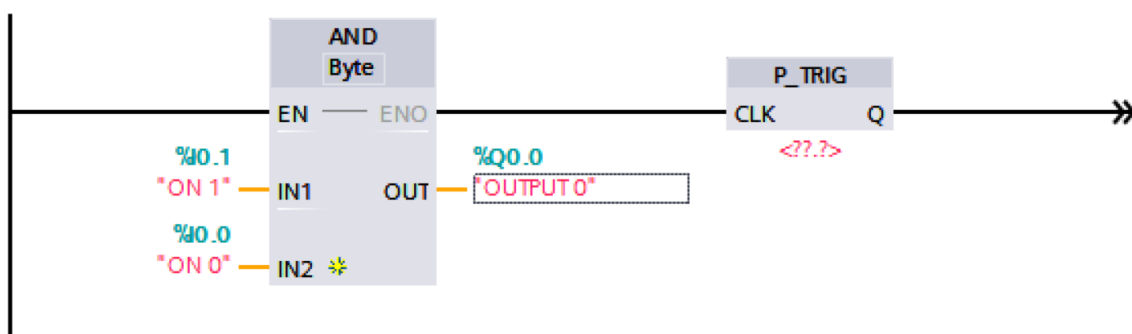 AND
Byte
P_TRIG
EN ENO
CLK Q
<??.?>
%I0.1
"ON 1"
IN1
OUT
%Q0.0
"OUTPUT 0"
%I0.0
"ON 0"
IN2